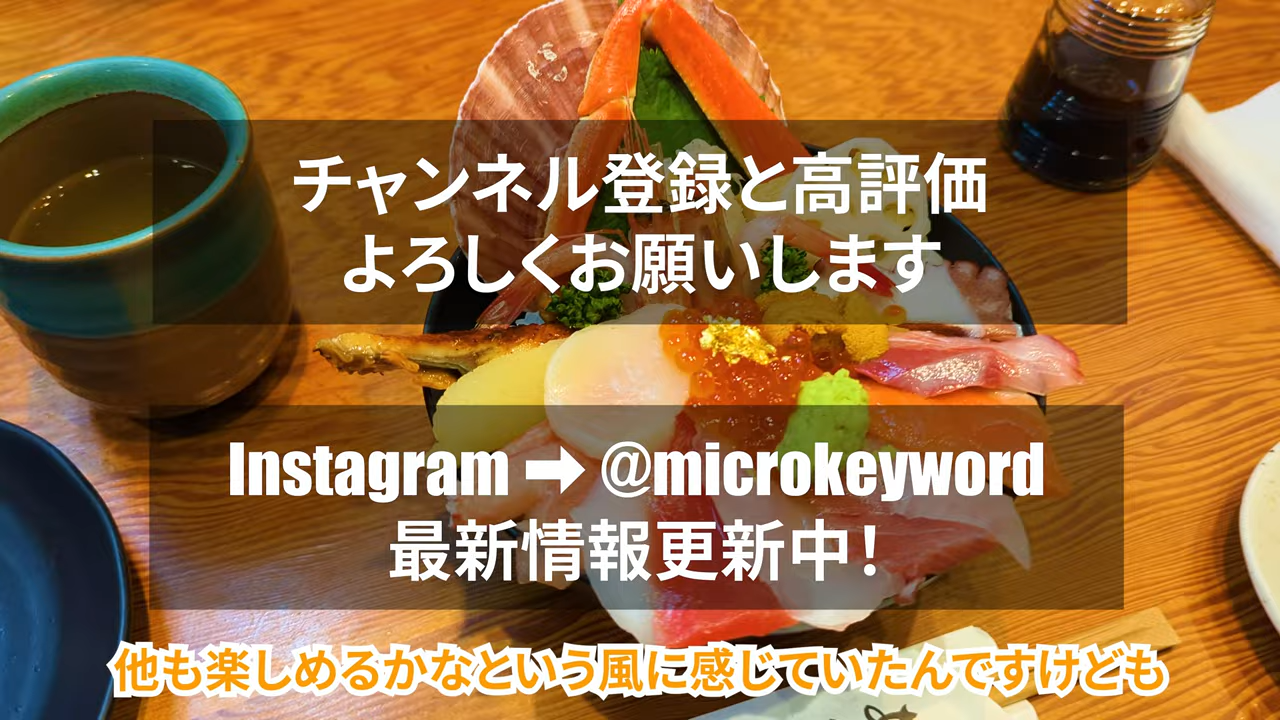 チャンネル登録と高評価
よろしくお願いします
Instagram ➡ @microkeyword
最新情報更新中！
他も楽しめるかなという風に感じていたんですけども